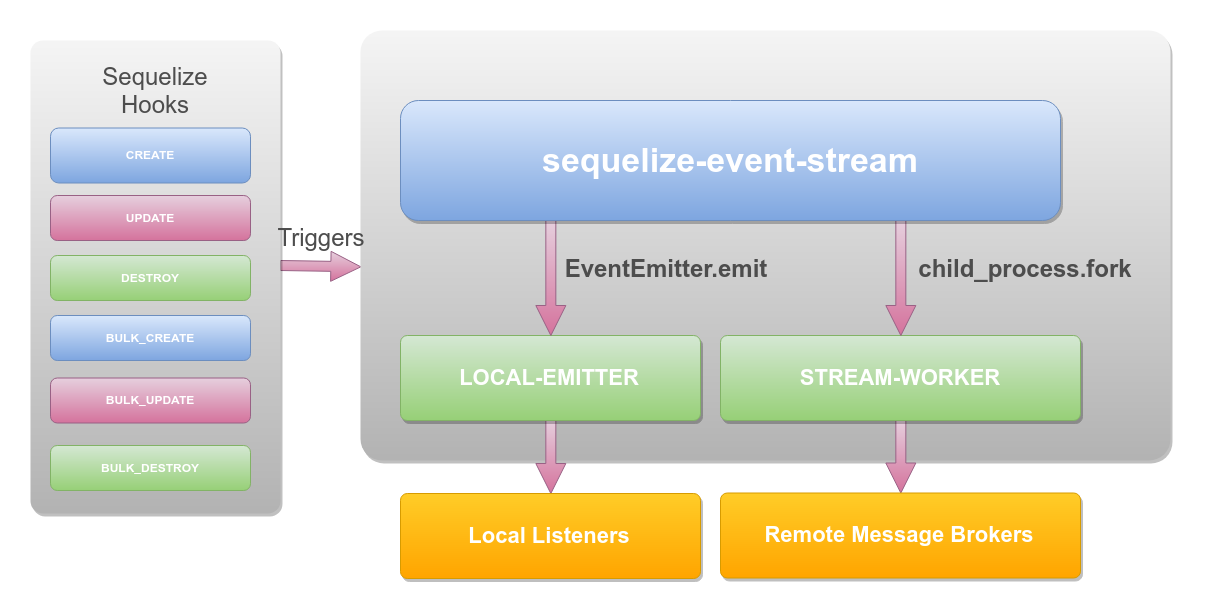 Sequelize
Hooks
CREATE
UPDATE
DESTROY
BULK_CREATE
BULK_UPDATE
BULK_DESTROY
Triggers
sequelize-event-stream
EventEmitter.emit
child_process.fork
LOCAL-EMITTER
STREAM-WORKER
Local Listeners
Remote Message Brokers